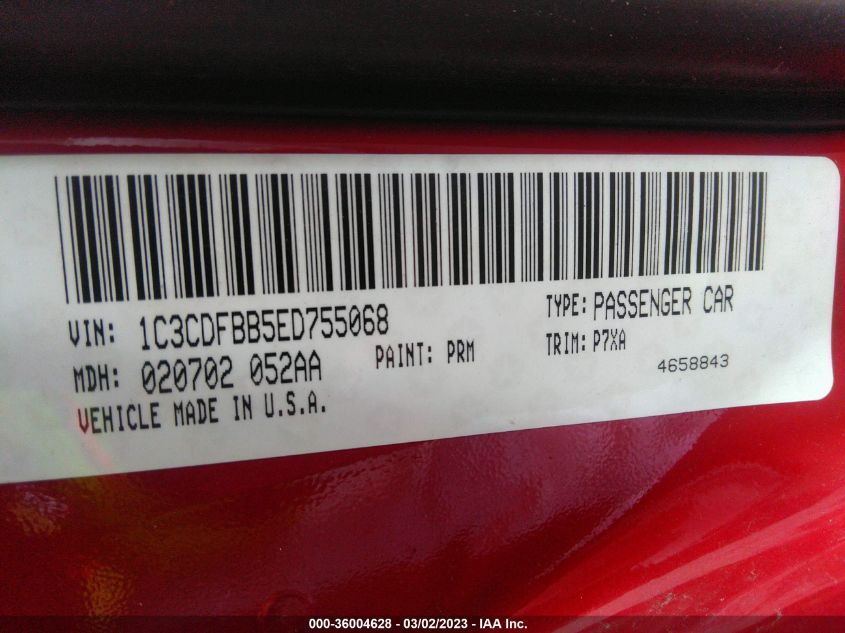 VIN: 1C3CDFBB5ED755068 TYPE: PASSENGER CAR
MDH: 020702 052AA PAINT: PRM TRIM: P7XA
VEHICLE MADE IN U.S.A. 4658843
000-36004628 - 03/02/2023 - IAA Inc.